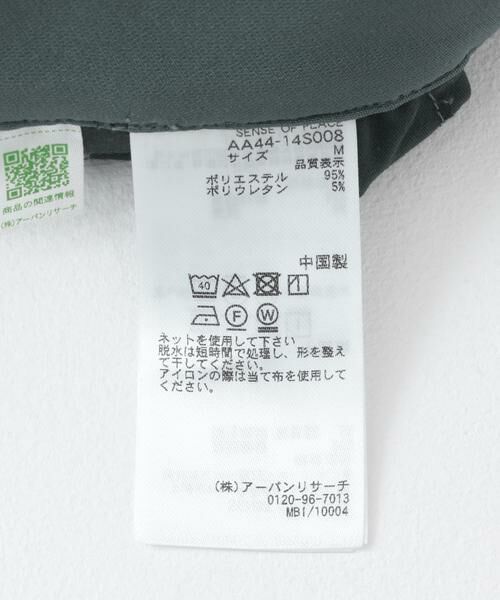 SENSE OF PLACE
AA44-14S008
サイズ M
品質表示
ポリエステル 95%
ポリウレタン 5%
中国製
40
F W
ネットを使用して下さい
脱水は短時間で処理し、形を整え
て干してください。
アイロンの際は当て布を使用して
ください。
(株)アーバンリサーチ
0120-96-7013
MB1/10004
商品の関連情報
(株)アーバンリサーチ